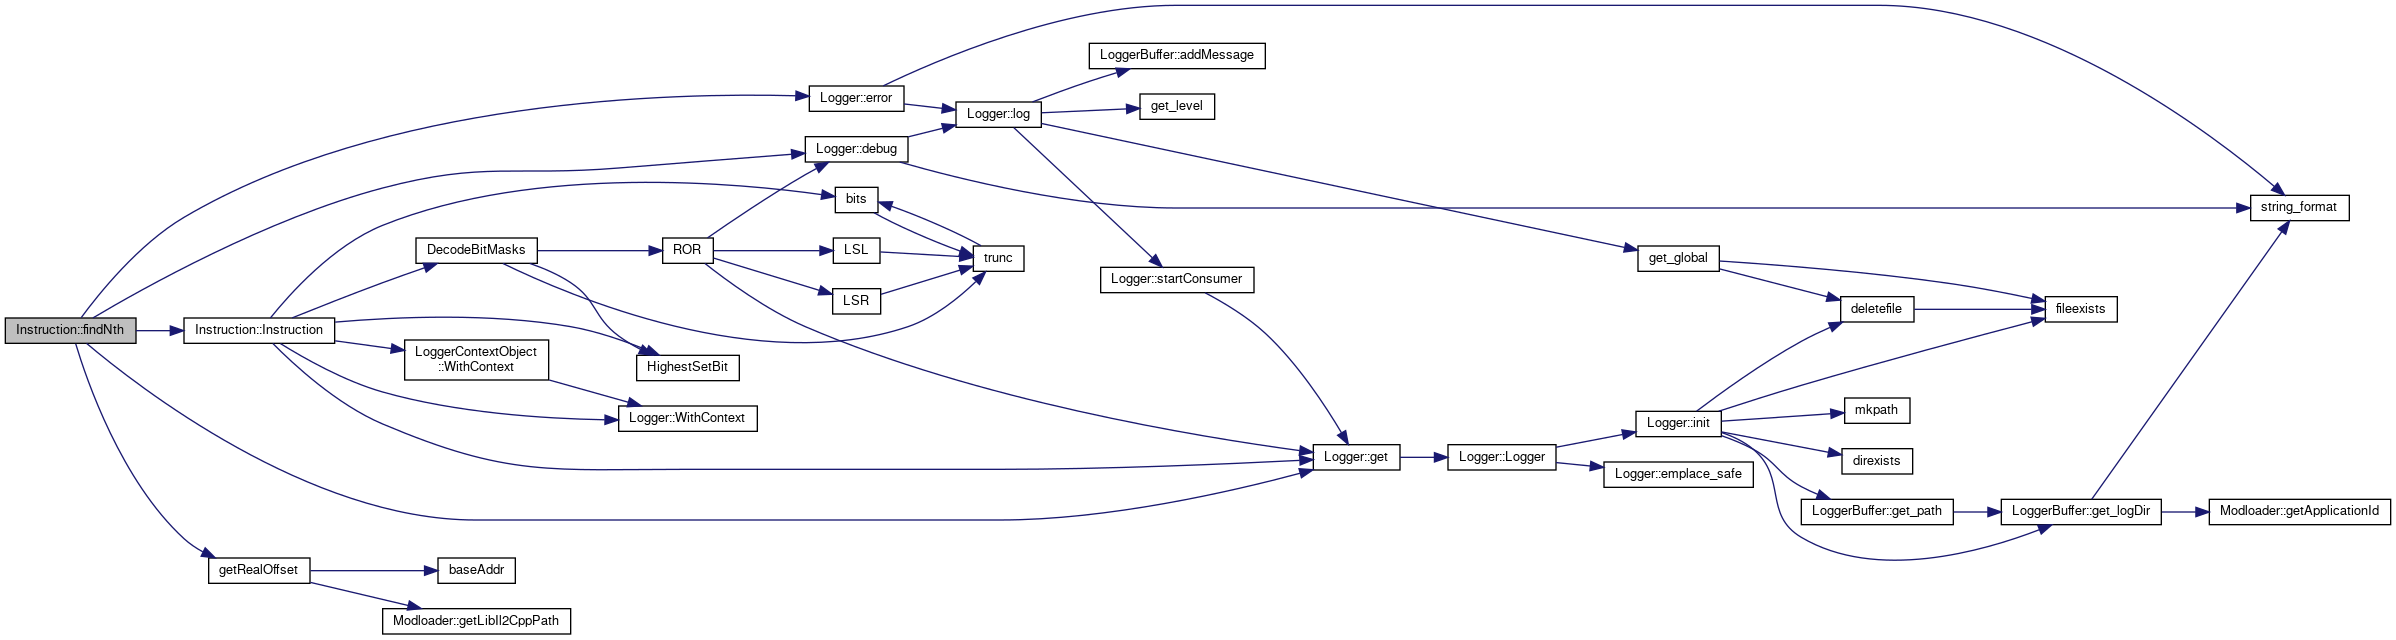 LoggerBuffer::addMessage
Logger::error
get_level
Logger::log
Logger::debug
bits
string_format
DecodeBitMasks
ROR
LSL
trunc
get_global
Logger::startConsumer
LSR
deletefile
fileexists
Instruction::findNth
Instruction::Instruction
LoggerContextObject
::WithContext
HighestSetBit
mkpath
Logger::WithContext
Logger::init
Logger::get
Logger::Logger
direxists
Logger::emplace_safe
LoggerBuffer::get_path
LoggerBuffer::get_logDir
Modloader::getApplicationId
getRealOffset
baseAddr
Modloader::getLibIl2CppPath